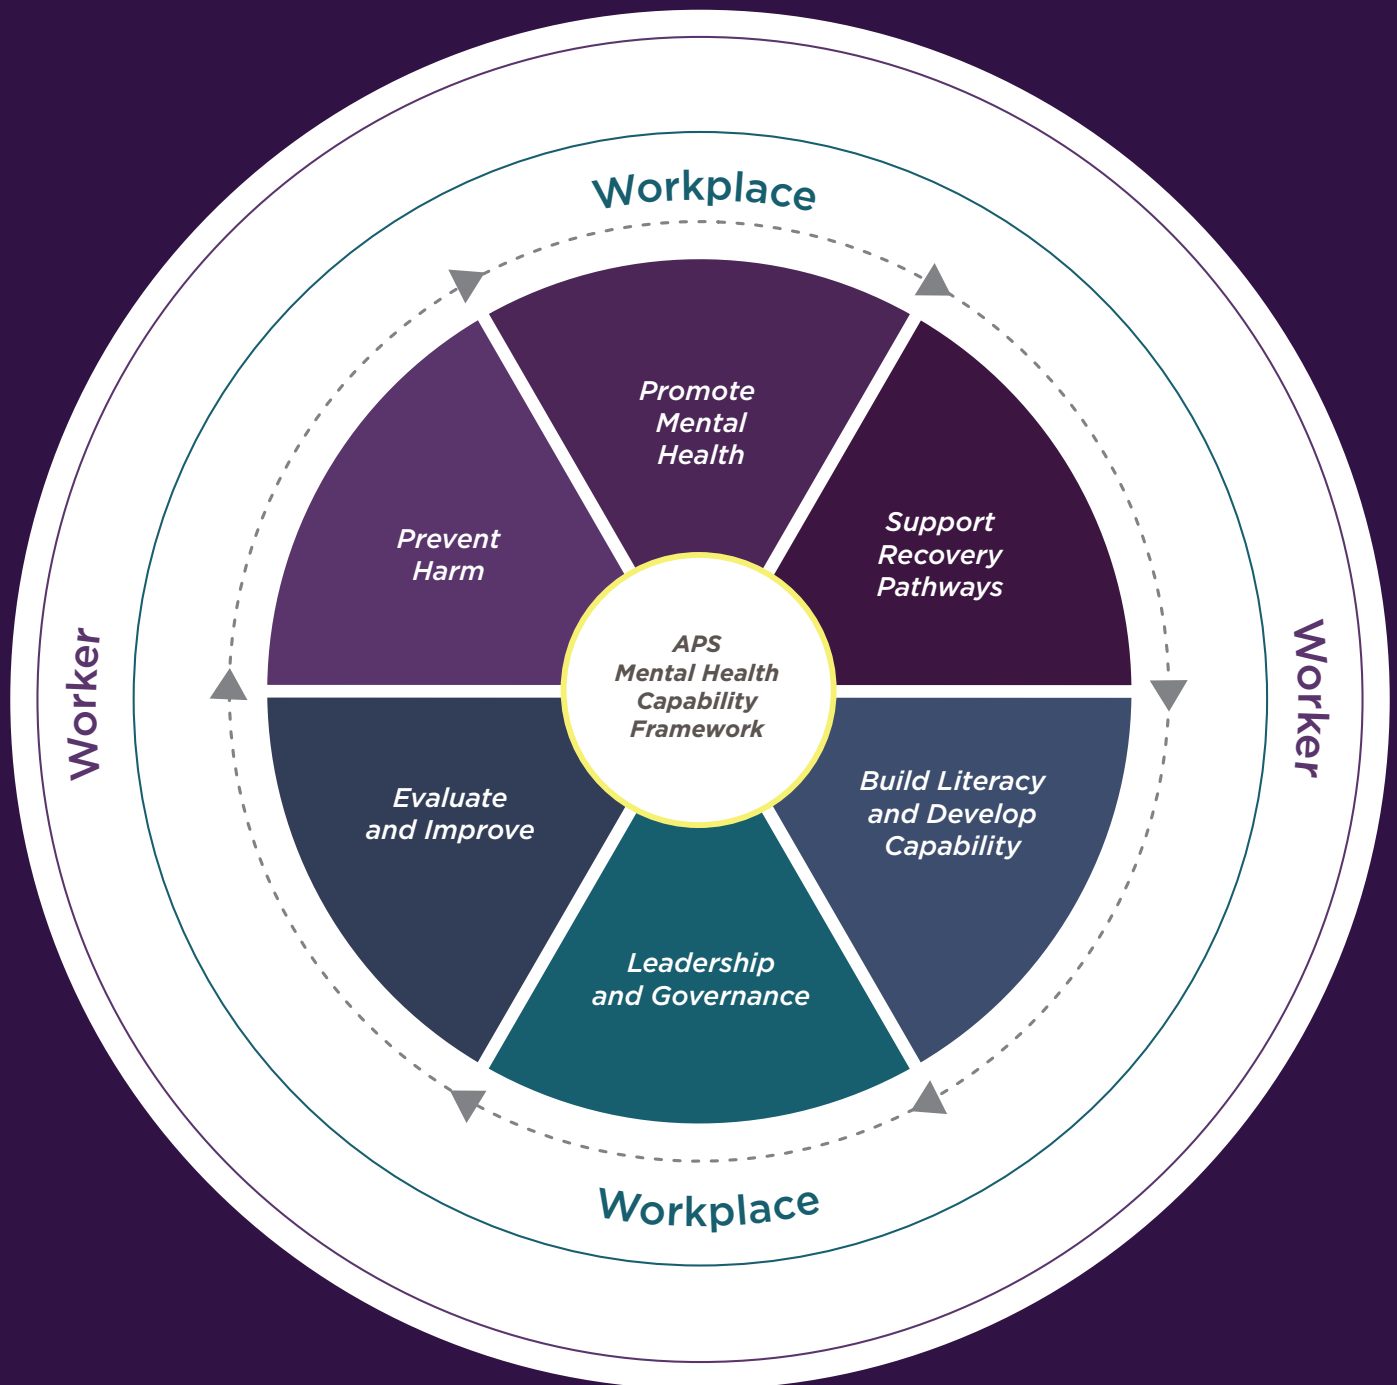 Workplace
Promote
Mental
Health
Support
Recovery
Pathways
Prevent
Harm
APS
Mental Health
Capability
Framework
Worker
Worker
Build Literacy
and Develop
Capability
Evaluate
and Improve
Leadership
and Governance
Workplace